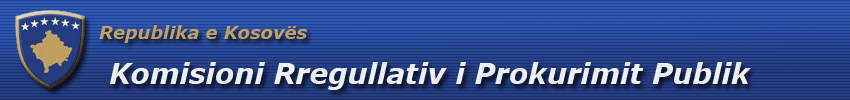 Republika e Kosovës
Komisioni Rregullativ i Prokurimit Publik